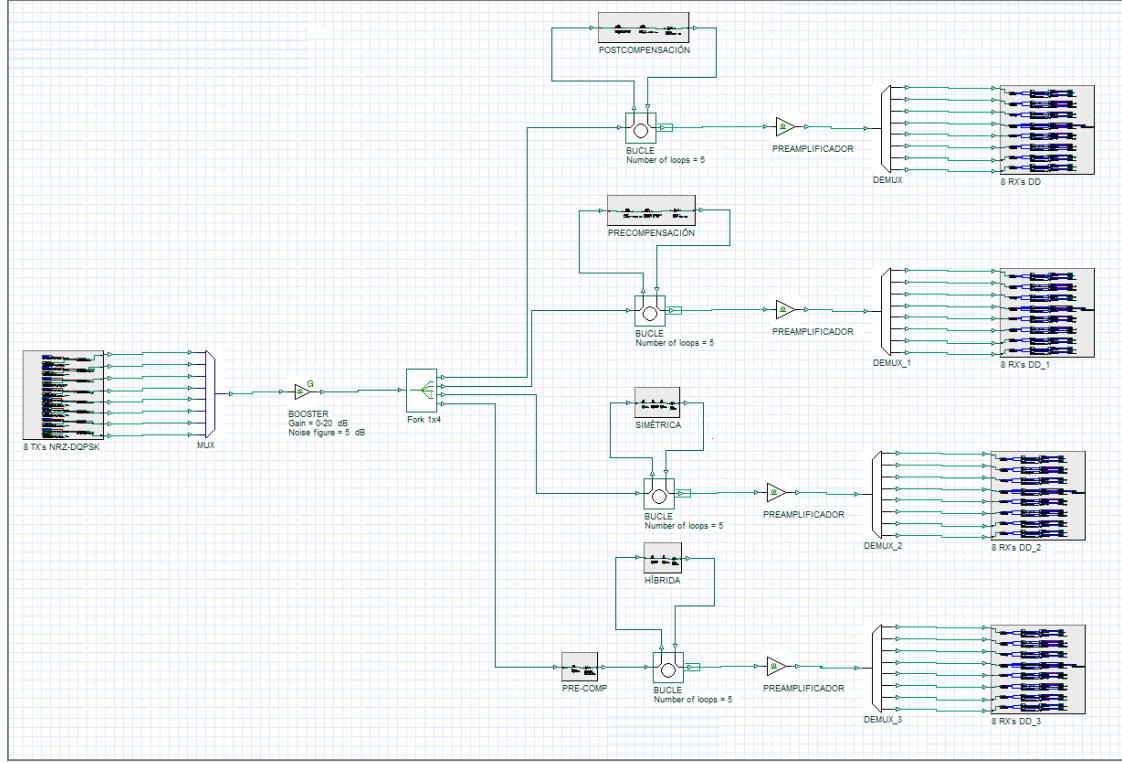 POSTCOMPENSACIÓN
BUCLE
Number of loops = 5
PREAMPLIFICADOR
DEMUX
8 RX's DD
PRECOMPENSACIÓN
BUCLE
Number of loops = 5
PREAMPLIFICADOR
DEMUX_1
8 RX's DD_1
8 TX's NRZ-DQPSK
MUX
G
BOOSTER
Gain = 0-20 dB
Noise figure = 5 dB
Fork 1x4
SIMÉTRICA
BUCLE
Number of loops = 5
PREAMPLIFICADOR
DEMUX_2
8 RX's DD_2
HÍBRIDA
PRE-COMP
BUCLE
Number of loops = 5
PREAMPLIFICADOR
DEMUX_3
8 RX's DD_3